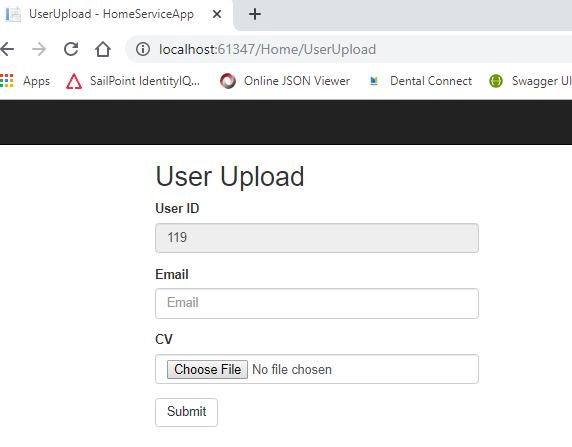 UserUpload - HomeServiceApp
localhost:61347/Home/UserUpload
Apps SailPoint IdentityIQ... Online JSON Viewer Dental Connect Swagger UI
User Upload
User ID
119
Email
Email
CV
Choose File No file chosen
Submit